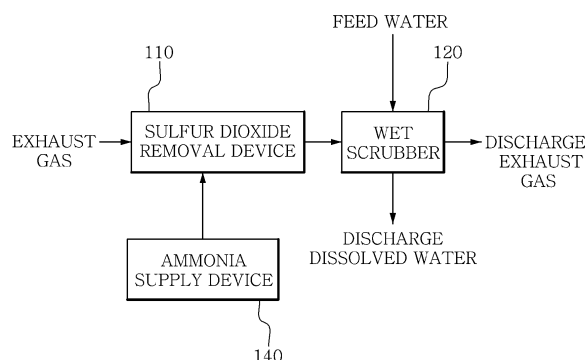 FEED WATER
110
120
EXHAUST
GAS
SULFUR DIOXIDE
REMOVAL DEVICE
WET
SCRUBBER
DISCHARGE
EXHAUST
GAS
DISCHARGE
DISSOLVED WATER
AMMONIA
SUPPLY DEVICE
140